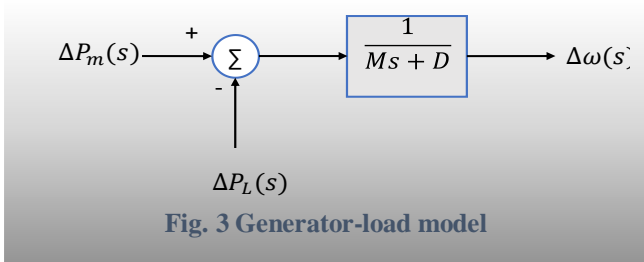 +
1
ΔP_m(s) Σ Ms + D Δω(s)
-
ΔP_L(s)
Fig. 3 Generator-load model